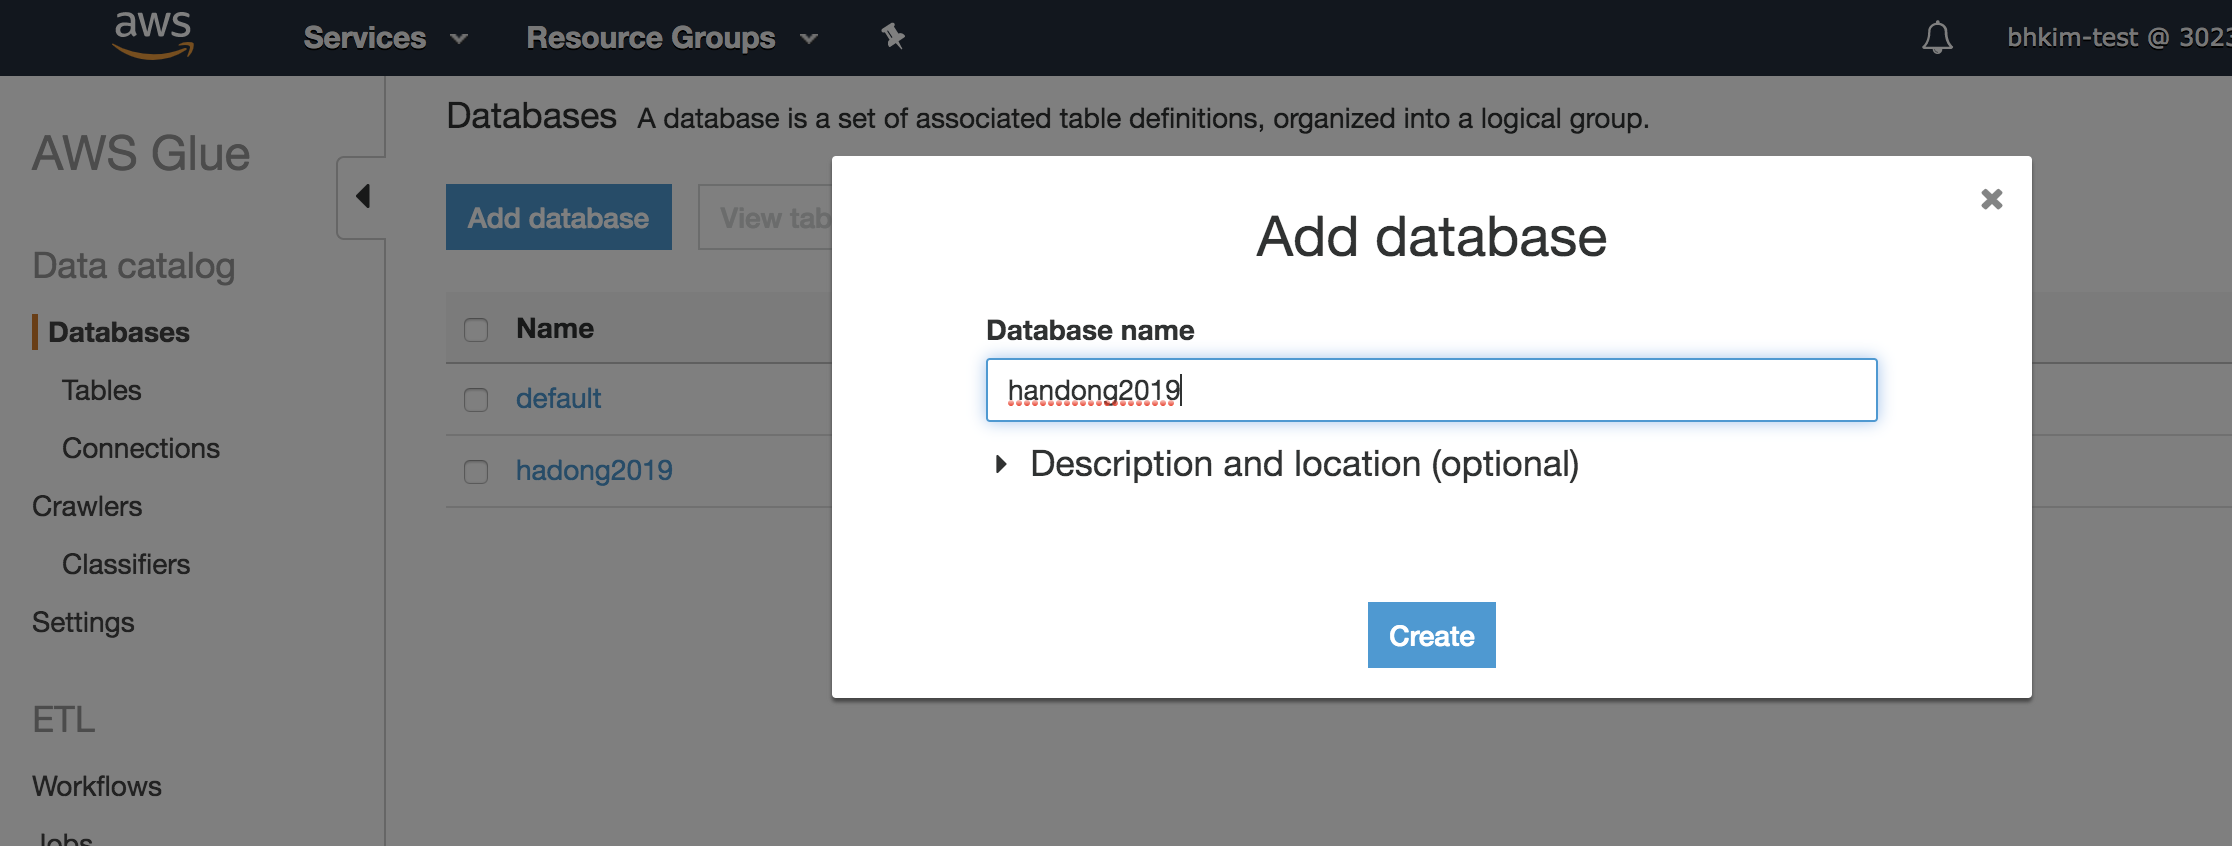 aws Services Resource Groups bhkim-test @ 3023
AWS Glue
Data catalog
Databases
Tables
Connections
Crawlers
Classifiers
Settings
ETL
Workflows
Jobs
Databases A database is a set of associated table definitions, organized into a logical group.
Add database View tab
Name
default
hadong2019
Add database
Database name
handong2019
Description and location (optional)
Create